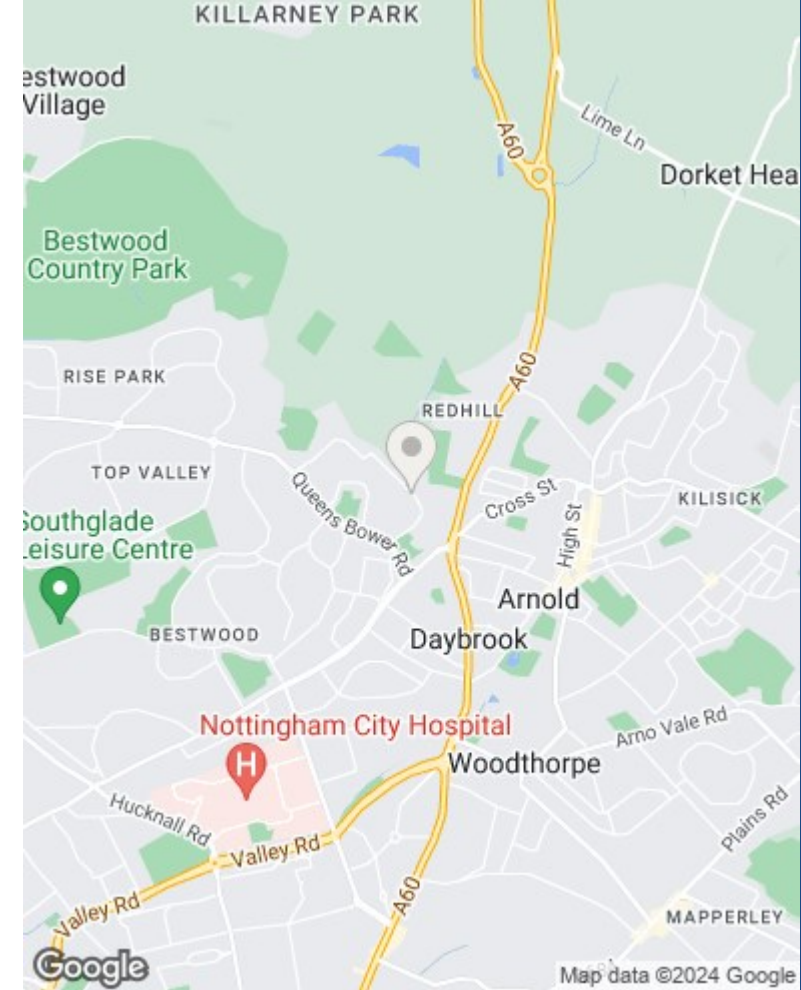 KILLARNEY PARK
estwood
Village
A60
Lime Ln
Dorket Hea
Bestwood
Country Park
RISE PARK
A60
REDHILL
TOP VALLEY
Queens Bower Rd
Cross St
High St
KILISICK
Southglade
Leisure Centre
Arnold
BESTWOOD
Daybrook
Nottingham City Hospital
H
Arno Vale Rd
Woodthorpe
Hucknall Rd
Plains Rd
Valley Rd
A60
Valley Rd
MAPPERLEY
Google
Map data ©2024 Google